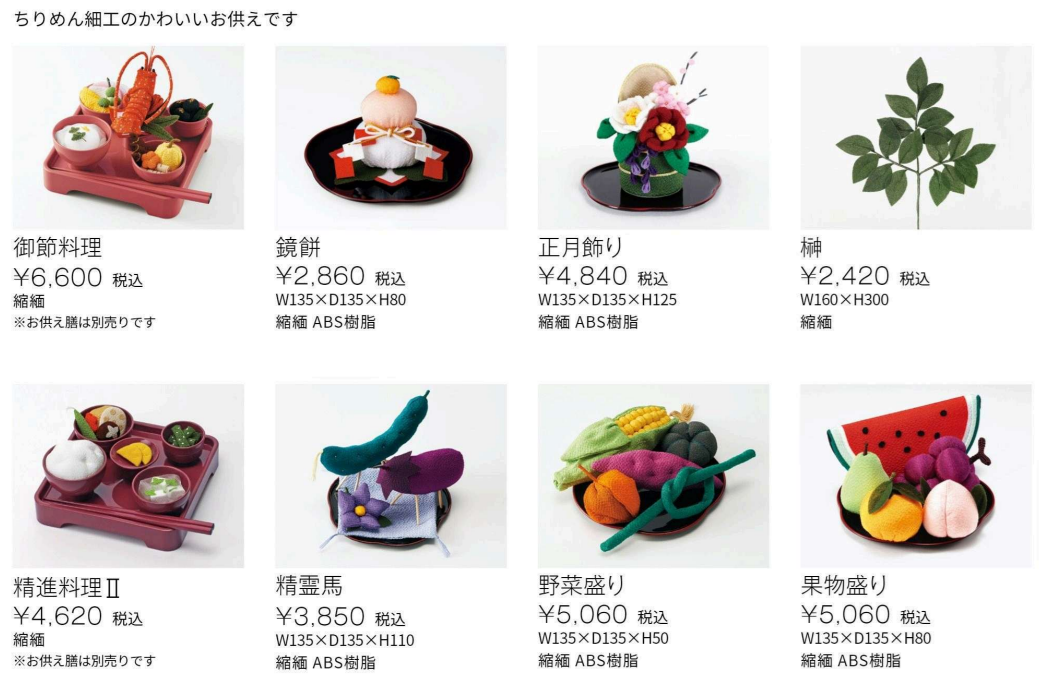 ちりめん細工のかわいいお供えです
御節料理
¥6,600 税込
縮緬
※お供え膳は別売りです
鏡餅
¥2,860 税込
W135×D135×H80
縮緬 ABS樹脂
正月飾り
¥4,840 税込
W135×D135×H125
縮緬 ABS樹脂
榊
¥2,420 税込
W160×H300
縮緬
精進料理Ⅱ
¥4,620 税込
縮緬
※お供え膳は別売りです
精霊馬
¥3,850 税込
W135×D135×H110
縮緬 ABS樹脂
野菜盛り
¥5,060 税込
W135×D135×H50
縮緬 ABS樹脂
果物盛り
¥5,060 税込
W135×D135×H80
縮緬 ABS樹脂